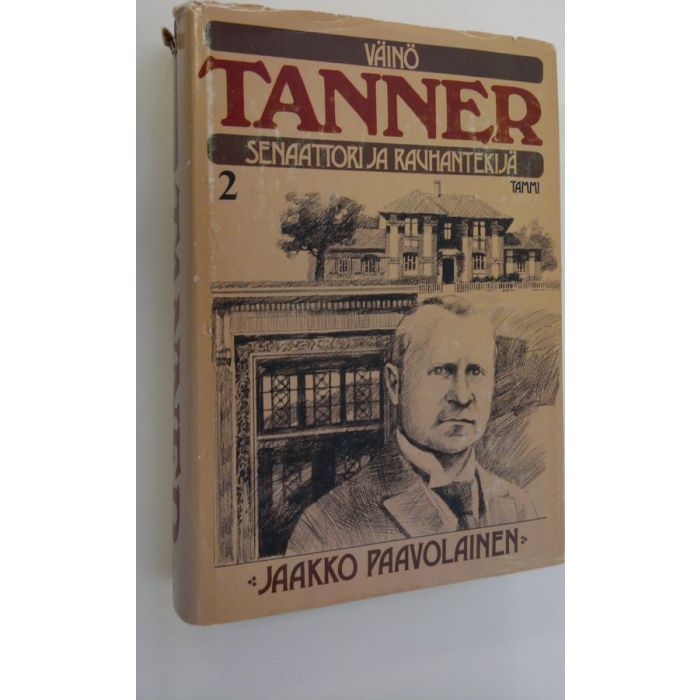 VÄINÖ
TANNER
SENAATTORI JA RAUHANTEKIJÄ
2
TAMMI
JAAKKO PAAVOLAINEN
TANNER